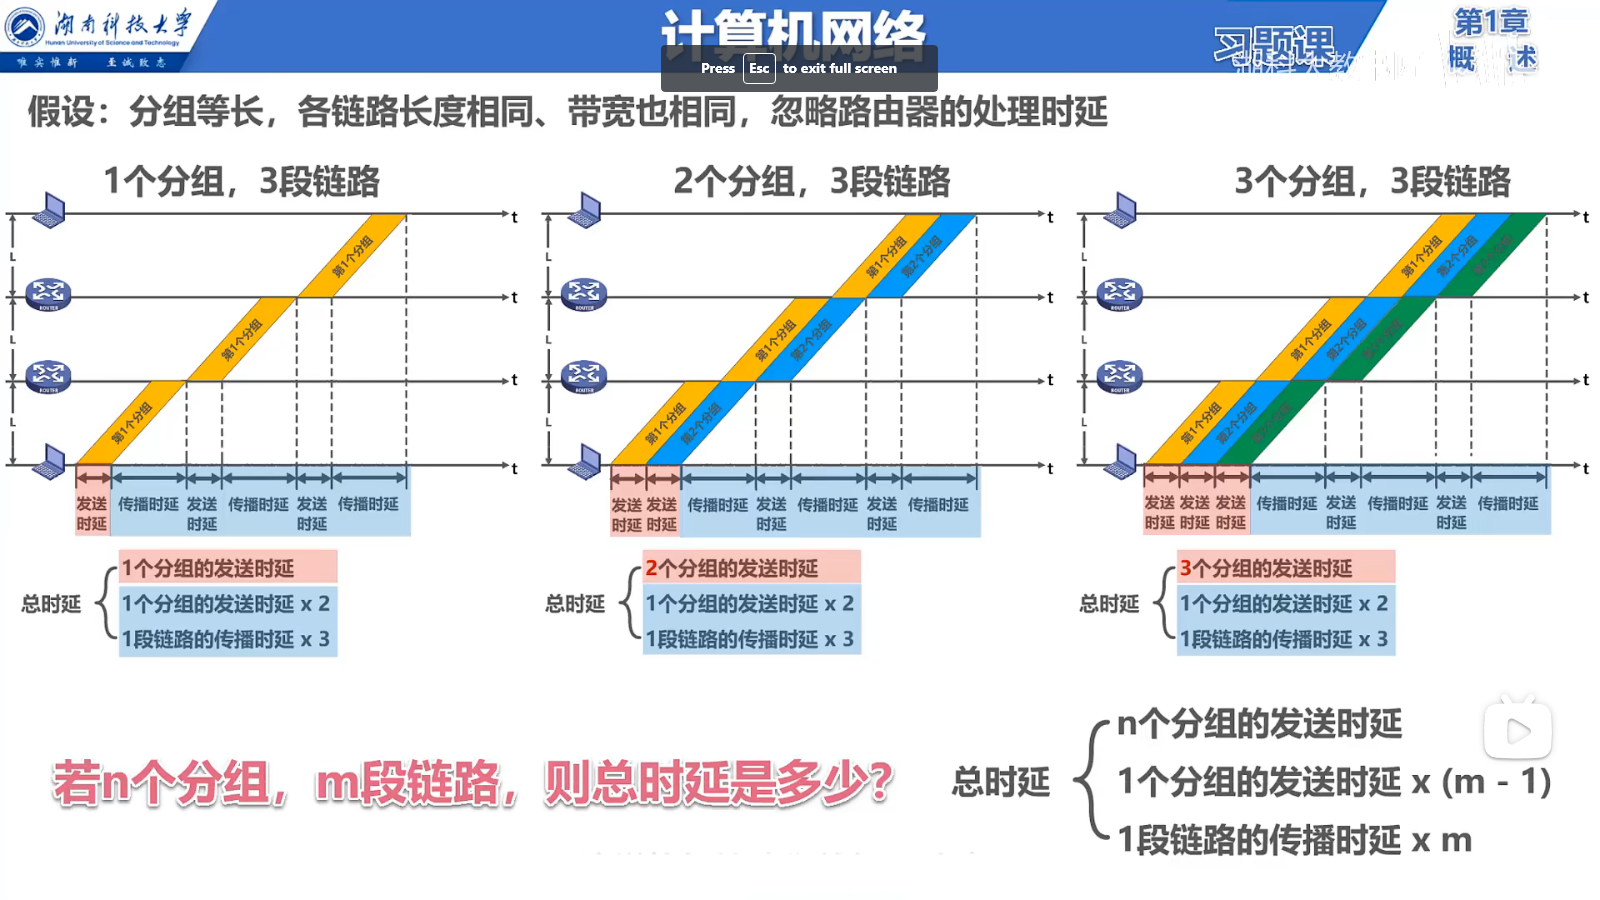 湖南科技大学
Hunan University of Science and Technology
唯实惟新 至诚致志
计算机网络
习题课
第1章
概述
Press Esc to exit full screen
假设：分组等长，各链路长度相同、带宽也相同，忽略路由器的处理时延
1个分组，3段链路
t
L
第1个分组
ROUTER
t
L
第1个分组
ROUTER
t
L
第1个分组
t
发送时延 传播时延 发送时延 传播时延 发送时延 传播时延
总时延
1个分组的发送时延
1个分组的发送时延 x 2
1段链路的传播时延 x 3
2个分组，3段链路
t
L
第1个分组
第2个分组
ROUTER
t
L
第1个分组
第2个分组
ROUTER
t
L
第1个分组
第2个分组
t
发送时延 发送时延 传播时延 发送时延 传播时延 发送时延 传播时延
总时延
2个分组的发送时延
1个分组的发送时延 x 2
1段链路的传播时延 x 3
3个分组，3段链路
t
L
第1个分组
第2个分组
第3个分组
ROUTER
t
L
第1个分组
第2个分组
第3个分组
ROUTER
t
L
第1个分组
第2个分组
第3个分组
t
发送时延 发送时延 发送时延 传播时延 发送时延 传播时延 发送时延 传播时延
总时延
3个分组的发送时延
1个分组的发送时延 x 2
1段链路的传播时延 x 3
若n个分组，m段链路，则总时延是多少？
总时延
n个分组的发送时延
1个分组的发送时延 x (m - 1)
1段链路的传播时延 x m